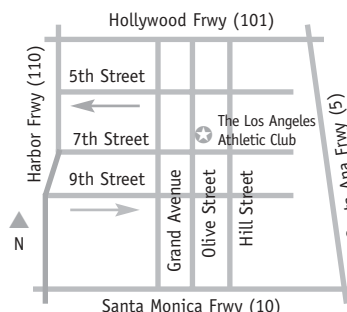 Hollywood Frwy (101)
Harbor Frwy (110)
5th Street
The Los Angeles
Athletic Club
7th Street
9th Street
Grand Avenue
Olive Street
Hill Street
Ana Frwy (5)
N
Santa Monica Frwy (10)